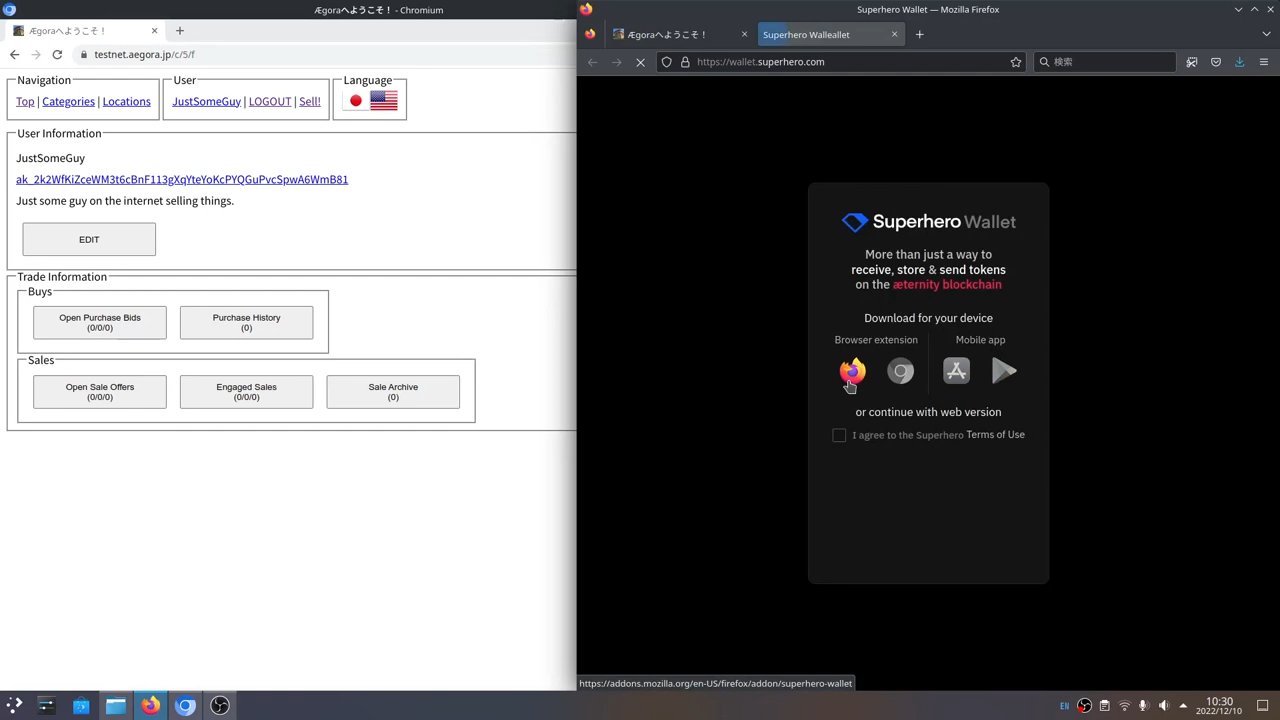 Ægoraへようこそ！ - Chromium
Ægoraへようこそ！
testnet.aegora.jp/c/5/f
Navigation
Top | Categories | Locations
User
JustSomeGuy | LOGOUT | Sell!
Language
User Information
JustSomeGuy
ak_2k2WfKiZceWM3t6cBnF113gXqYteYoKcPYQGuPvcSpwA6WmB81
Just some guy on the internet selling things.
EDIT
Trade Information
Buys
Open Purchase Bids
(0/0/0)
Purchase History
(0)
Sales
Open Sale Offers
(0/0/0)
Engaged Sales
(0/0/0)
Sale Archive
(0)
Superhero Wallet — Mozilla Firefox
Ægoraへようこそ！
Superhero Walleallet
https://wallet.superhero.com
検索
Superhero Wallet
More than just a way to
receive, store & send tokens
on the æternity blockchain
Download for your device
Browser extension
Mobile app
or continue with web version
I agree to the Superhero Terms of Use
https://addons.mozilla.org/en-US/firefox/addon/superhero-wallet
EN
10:30
2022/12/10